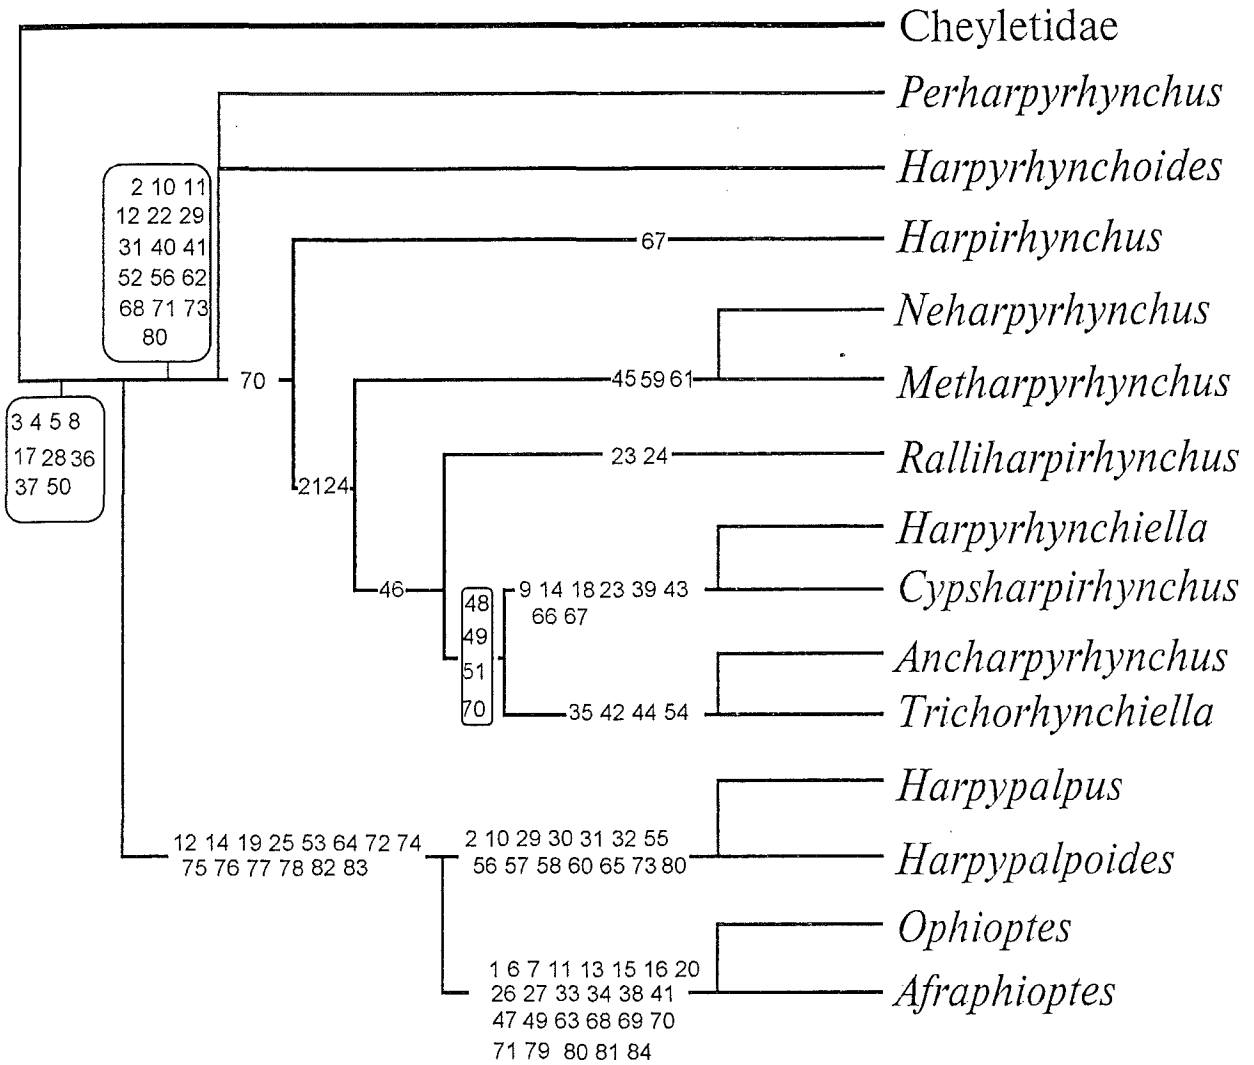 Cheyletidae
Perharpyrhynchus
Harpyrhynchoides
2 10 11
12 22 29
31 40 41
52 56 62
68 71 73
80
67
Harpirhynchus
Neharpyrhynchus
70
45 59 61
Metharpyrhynchus
3 4 5 8
17 28 36
37 50
23 24
Ralliharpirhynchus
2124
Harpyrhynchiella
46
9 14 18 23 39 43
66 67
Cypsharpirhynchus
48
49
51
70
Ancharpyrhynchus
35 42 44 54
Trichorhynchiella
Harpypalpus
12 14 19 25 53 64 72 74
75 76 77 78 82 83
2 10 29 30 31 32 55
56 57 58 60 65 73 80
Harpypalpoides
Ophioptes
1 6 7 11 13 15 16 20
26 27 33 34 38 41
47 49 63 68 69 70
71 79 80 81 84
Afraphioptes